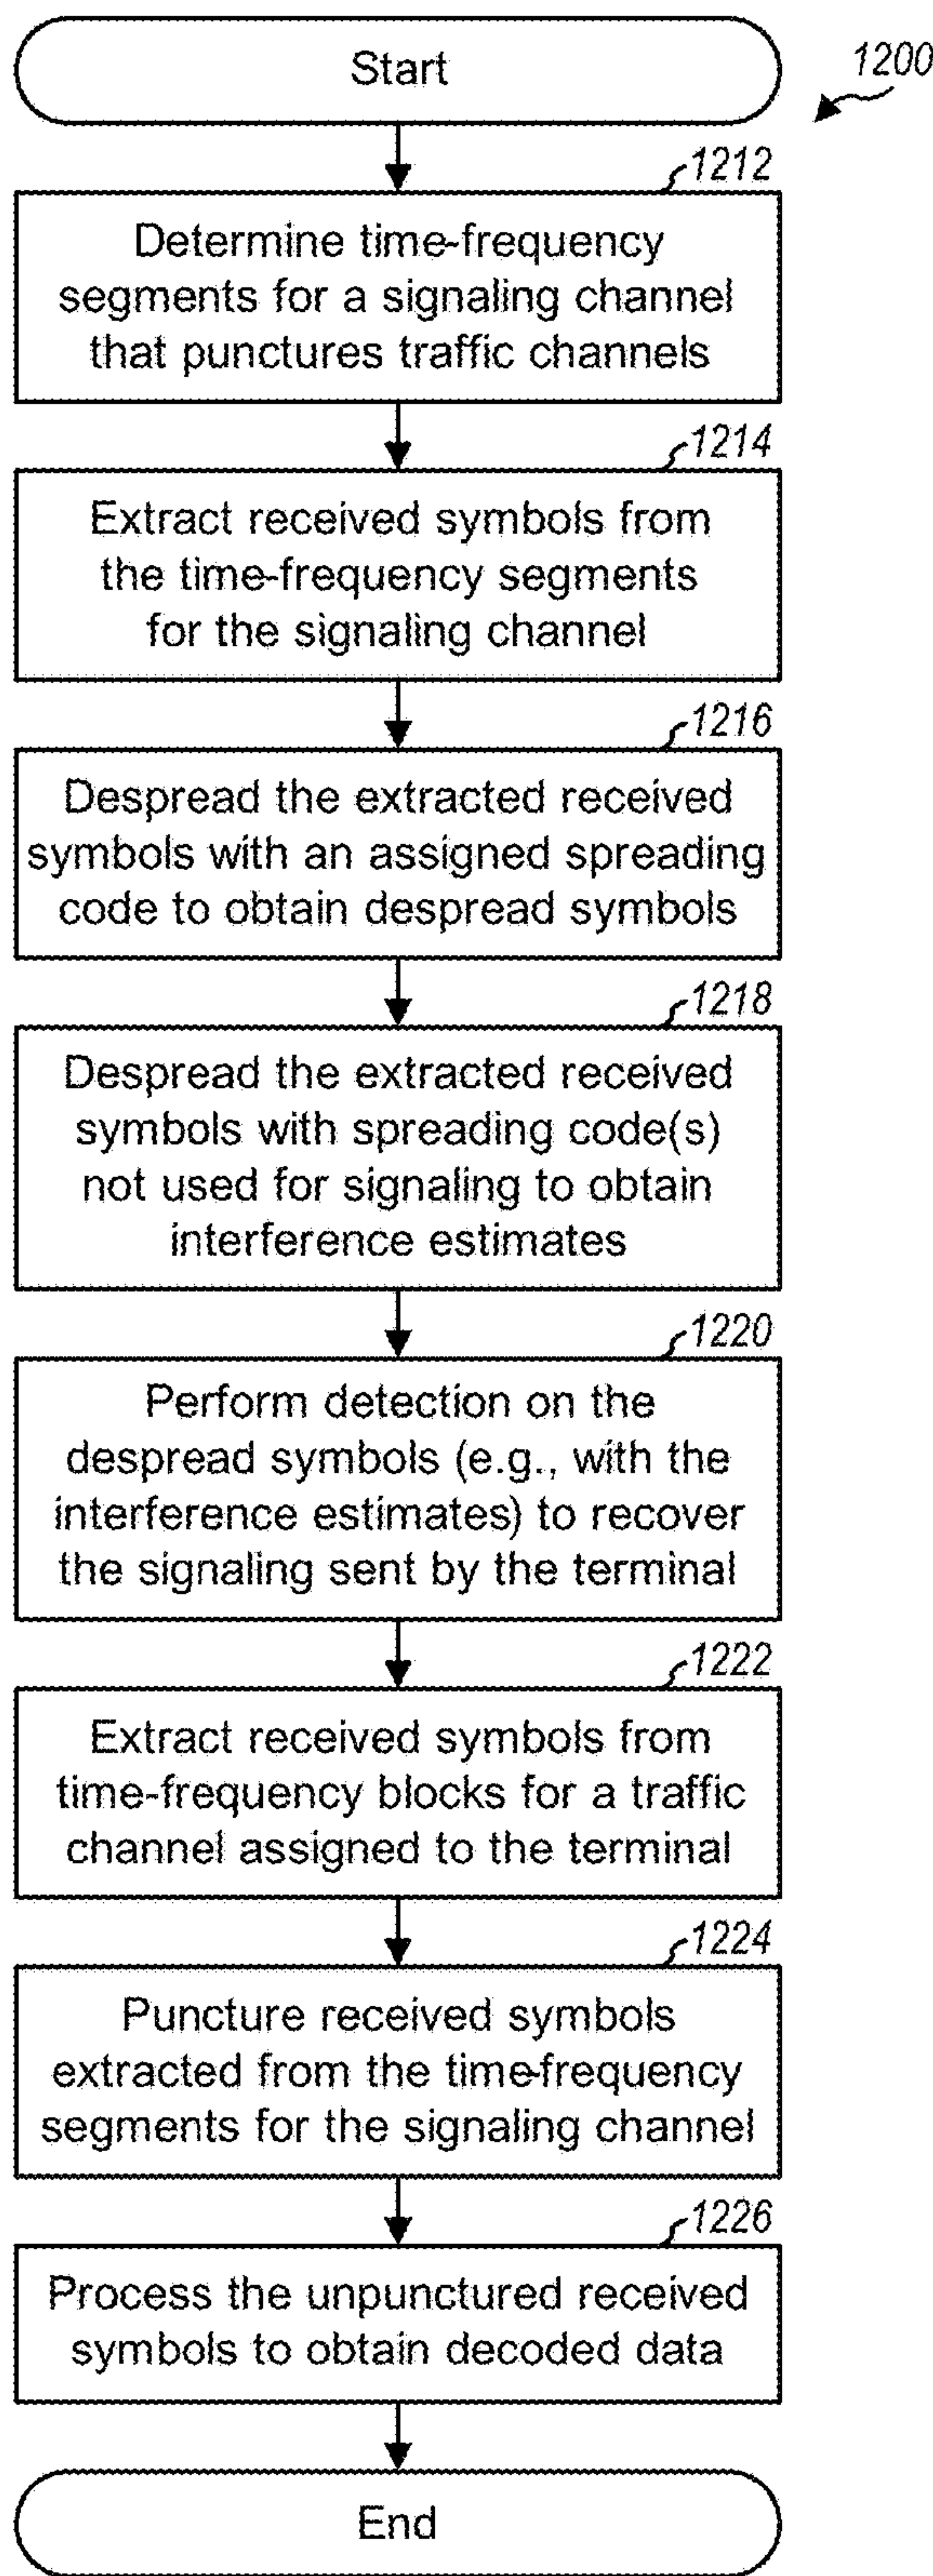 Start
1200
1212
Determine time-frequency
segments for a signaling channel
that punctures traffic channels
1214
Extract received symbols from
the time-frequency segments
for the signaling channel
1216
Despread the extracted received
symbols with an assigned spreading
code to obtain despread symbols
1218
Despread the extracted received
symbols with spreading code(s)
not used for signaling to obtain
interference estimates
1220
Perform detection on the
despread symbols (e.g., with the
interference estimates) to recover
the signaling sent by the terminal
1222
Extract received symbols from
time-frequency blocks for a traffic
channel assigned to the terminal
1224
Puncture received symbols
extracted from the time-frequency
segments for the signaling channel
1226
Process the unpunctured received
symbols to obtain decoded data
End